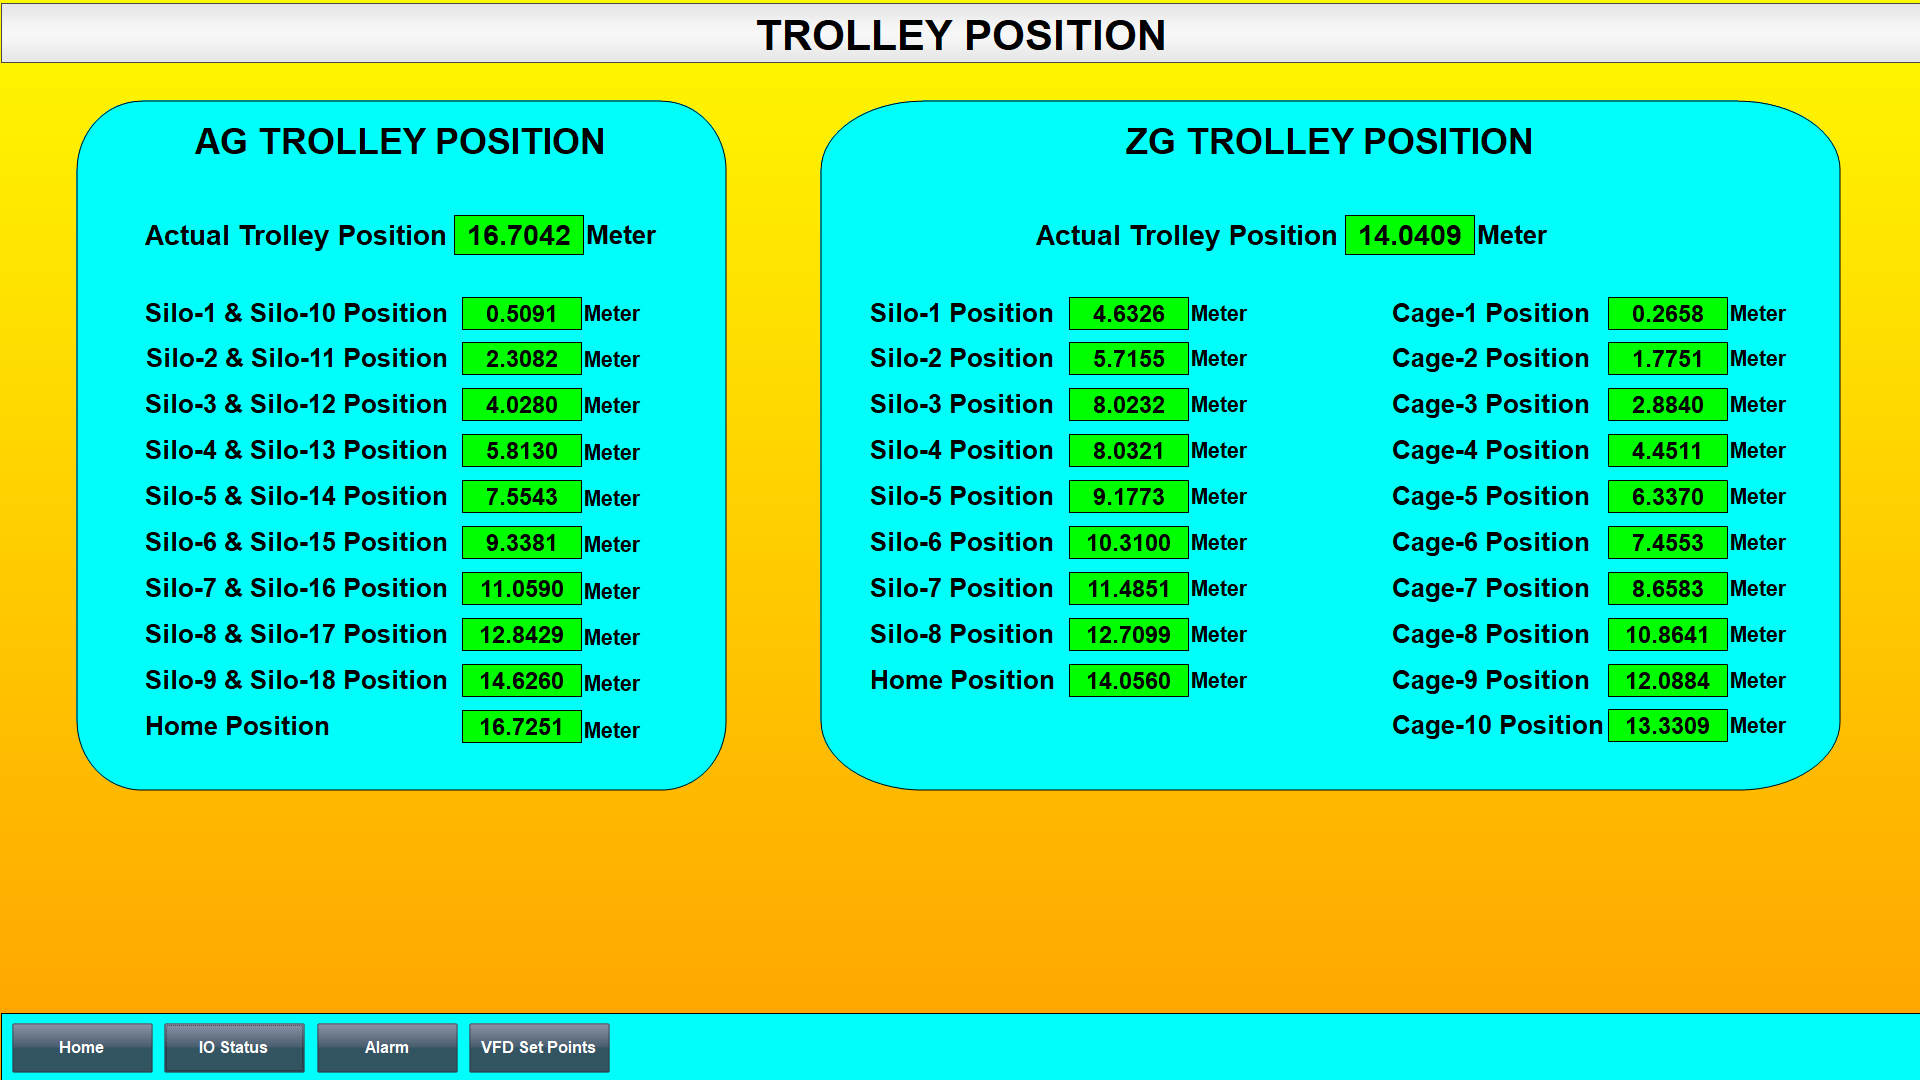 TROLLEY POSITION
AG TROLLEY POSITION
Actual Trolley Position 16.7042 Meter
Silo-1 & Silo-10 Position 0.5091 Meter
Silo-2 & Silo-11 Position 2.3082 Meter
Silo-3 & Silo-12 Position 4.0280 Meter
Silo-4 & Silo-13 Position 5.8130 Meter
Silo-5 & Silo-14 Position 7.5543 Meter
Silo-6 & Silo-15 Position 9.3381 Meter
Silo-7 & Silo-16 Position 11.0590 Meter
Silo-8 & Silo-17 Position 12.8429 Meter
Silo-9 & Silo-18 Position 14.6260 Meter
Home Position 16.7251 Meter
ZG TROLLEY POSITION
Actual Trolley Position 14.0409 Meter
Silo-1 Position 4.6326 Meter
Silo-2 Position 5.7155 Meter
Silo-3 Position 8.0232 Meter
Silo-4 Position 8.0321 Meter
Silo-5 Position 9.1773 Meter
Silo-6 Position 10.3100 Meter
Silo-7 Position 11.4851 Meter
Silo-8 Position 12.7099 Meter
Home Position 14.0560 Meter
Cage-1 Position 0.2658 Meter
Cage-2 Position 1.7751 Meter
Cage-3 Position 2.8840 Meter
Cage-4 Position 4.4511 Meter
Cage-5 Position 6.3370 Meter
Cage-6 Position 7.4553 Meter
Cage-7 Position 8.6583 Meter
Cage-8 Position 10.8641 Meter
Cage-9 Position 12.0884 Meter
Cage-10 Position 13.3309 Meter
Home IO Status Alarm VFD Set Points